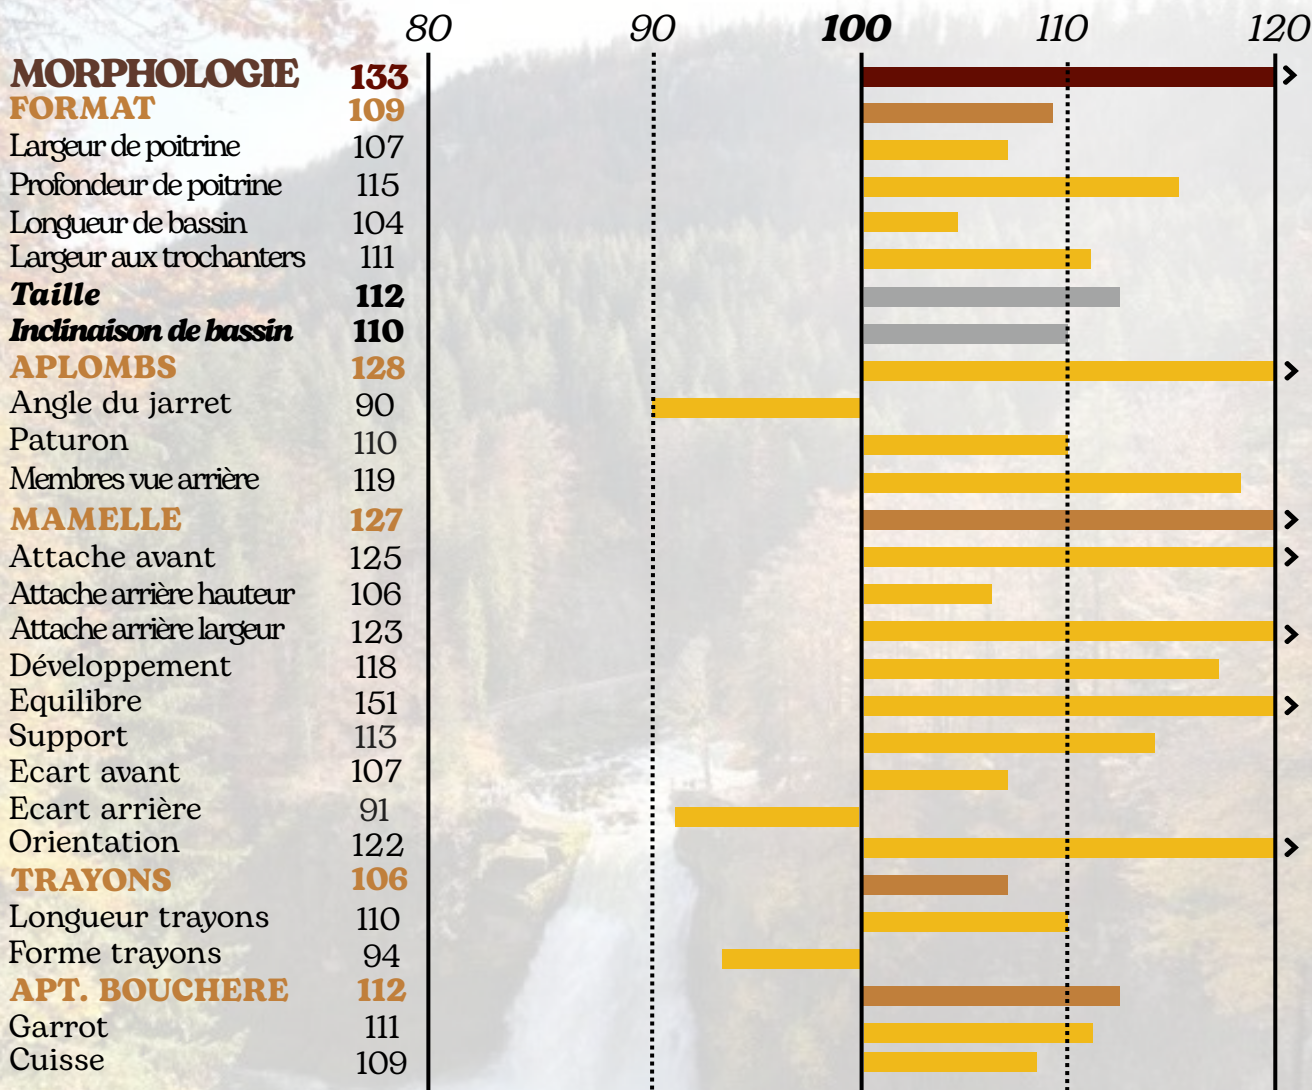 80 90 100 110 120
MORPHOLOGIE 133
FORMAT 109
Largeur de poitrine 107
Profondeur de poitrine 115
Longueur de bassin 104
Largeur aux trochanters 111
Taille 112
Inclinaison de bassin 110
APLOMBS 128
Angle du jarret 90
Paturon 110
Membres vue arrière 119
MAMELLE 127
Attache avant 125
Attache arrière hauteur 106
Attache arrière largeur 123
Développement 118
Equilibre 151
Support 113
Ecart avant 107
Ecart arrière 91
Orientation 122
TRAYONS 106
Longueur trayons 110
Forme trayons 94
APT. BOUCHERE 112
Garrot 111
Cuisse 109